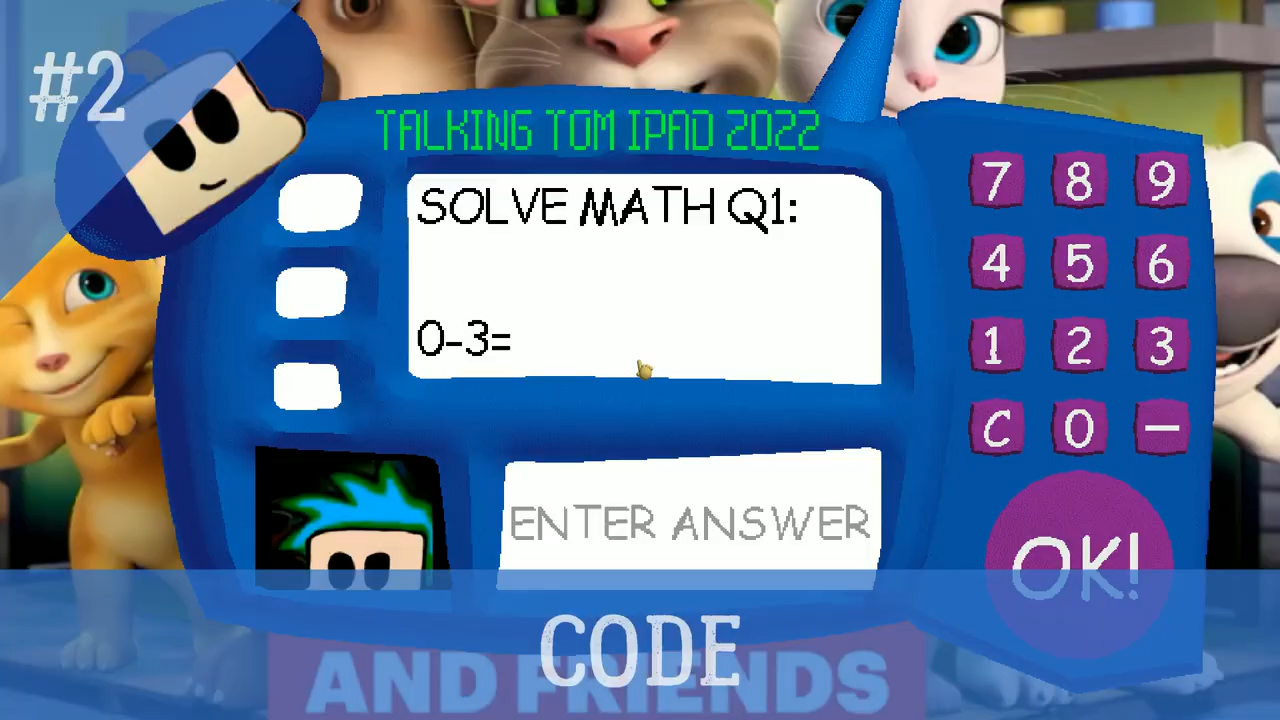 #2
TALKING TOM IPAD 2022
SOLVE MATH Q1:
0-3=
7 8 9
4 5 6
1 2 3
C 0 -
ENTER ANSWER
OK!
CODE
AND FRIENDS